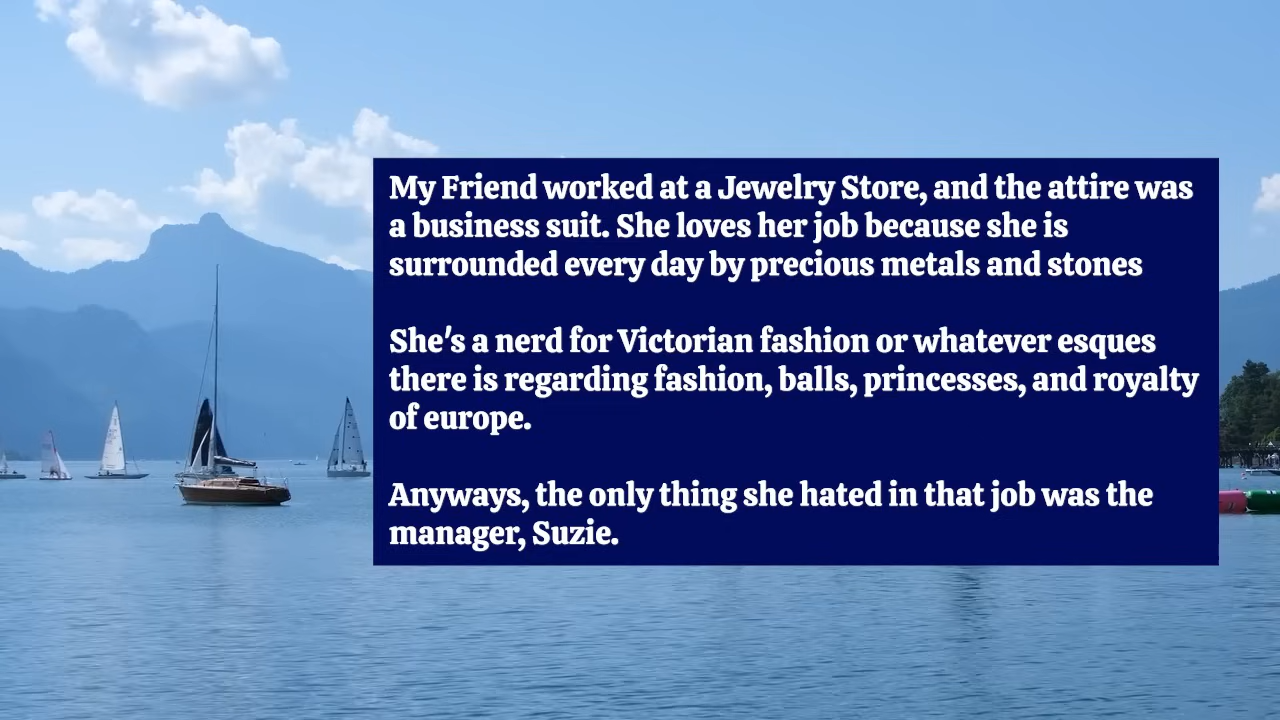 My Friend worked at a Jewelry Store, and the attire was
a business suit. She loves her job because she is
surrounded every day by precious metals and stones
She's a nerd for Victorian fashion or whatever esques
there is regarding fashion, balls, princesses, and royalty
of europe.
Anyways, the only thing she hated in that job was the
manager, Suzie.